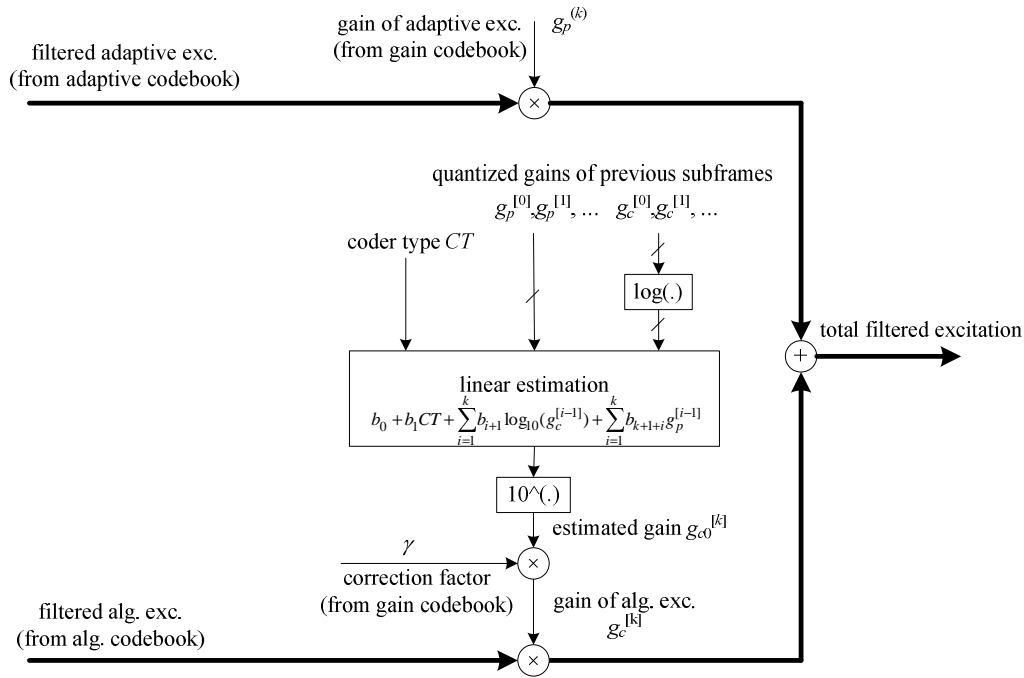 gain of adaptive exc.
(from gain codebook)
g_p^(k)
filtered adaptive exc.
(from adaptive codebook)
×
quantized gains of previous subframes
g_p^[0],g_p^[1], ... g_c^[0],g_c^[1], ...
coder type CT
log(.)
total filtered excitation
+
linear estimation
b_0 + b_1CT + ∑_{i=1}^{k} b_{i+1} log_10(g_c^[i−1]) + ∑_{i=1}^{k} b_{k+1+i} g_p^[i−1]
10^(.)
estimated gain g_c0^[k]
γ
×
correction factor
(from gain codebook)
gain of alg. exc.
g_c^[k]
filtered alg. exc.
(from alg. codebook)
×